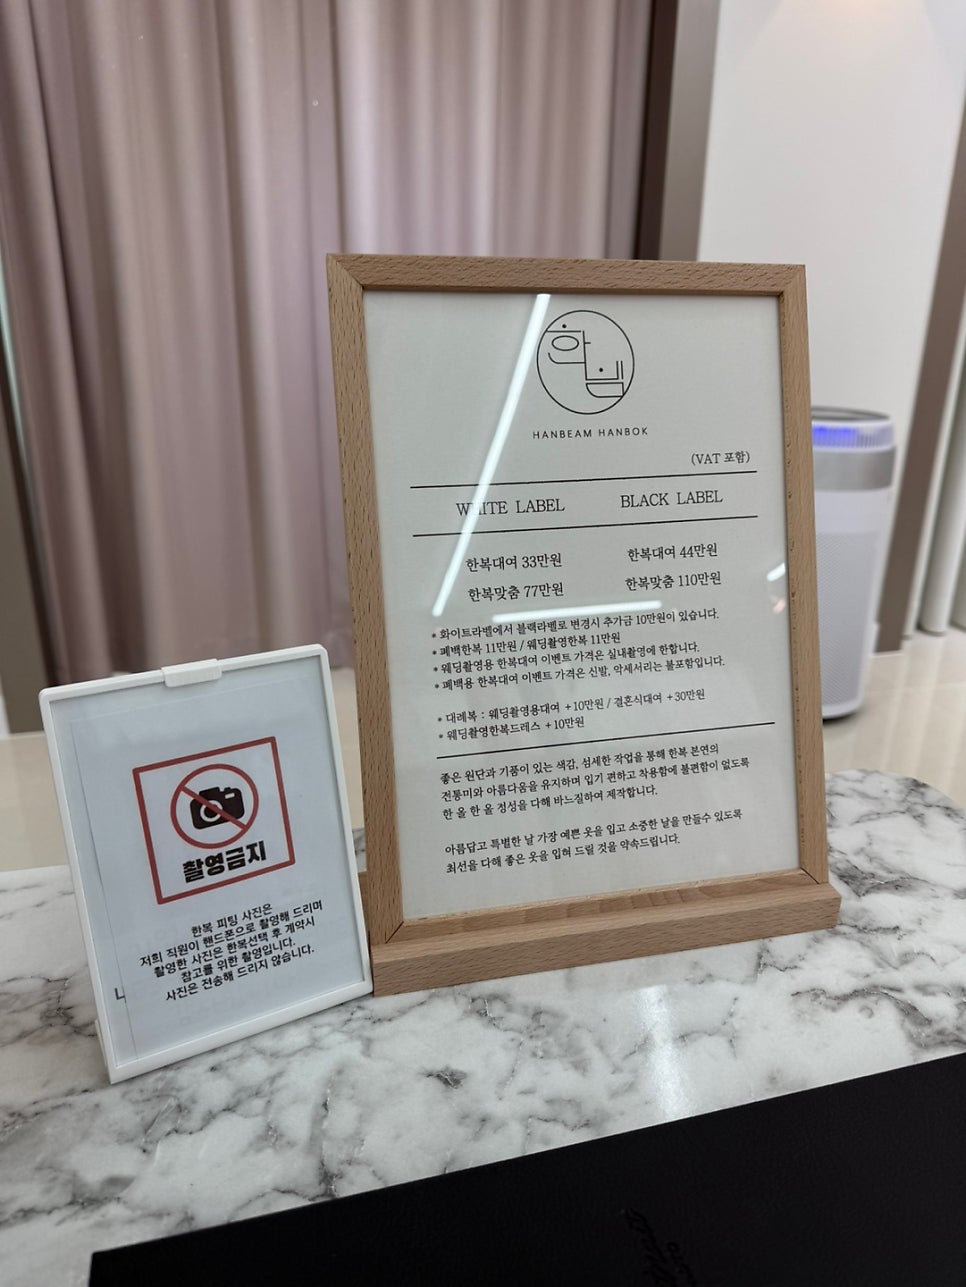 한빔
HANBEAM HANBOK
(VAT 포함)
WHITE LABEL BLACK LABEL
한복대여 33만원 한복대여 44만원
한복맞춤 77만원 한복맞춤 110만원
* 화이트라벨에서 블랙라벨로 변경시 추가금 10만원이 있습니다.
* 폐백한복 11만원 / 웨딩촬영한복 11만원
* 웨딩촬영용 한복대여 이벤트 가격은 실내촬영에 한합니다.
* 폐백용 한복대여 이벤트 가격은 신발, 악세서리는 불포함입니다.
* 대례복 : 웨딩촬영용대여 +10만원 / 결혼식대여 +30만원
* 웨딩촬영한복드레스 +10만원
좋은 원단과 기품이 있는 색감, 섬세한 작업을 통해 한복 본연의
전통미와 아름다움을 유지하며 입기 편하고 착용함에 불편함이 없도록
한 올 한 올 정성을 다해 바느질하여 제작합니다.
아름답고 특별한 날 가장 예쁜 옷을 입고 소중한 날을 만들수 있도록
최선을 다해 좋은 옷을 입혀 드릴 것을 약속드립니다.
촬영금지
한복 피팅 사진은
저희 직원이 핸드폰으로 촬영해 드리며
촬영한 사진은 한복선택 후 계약시
참고를 위한 촬영입니다.
사진은 전송해 드리지 않습니다.